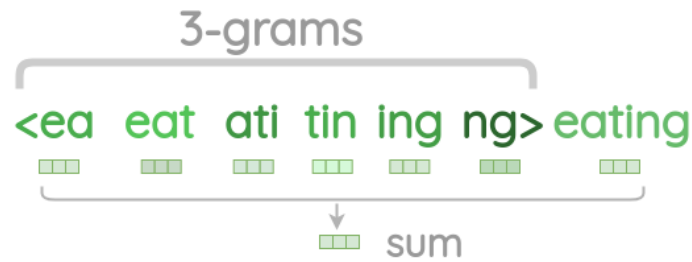 3-grams
<ea eat ati tin ing ng> eating
sum